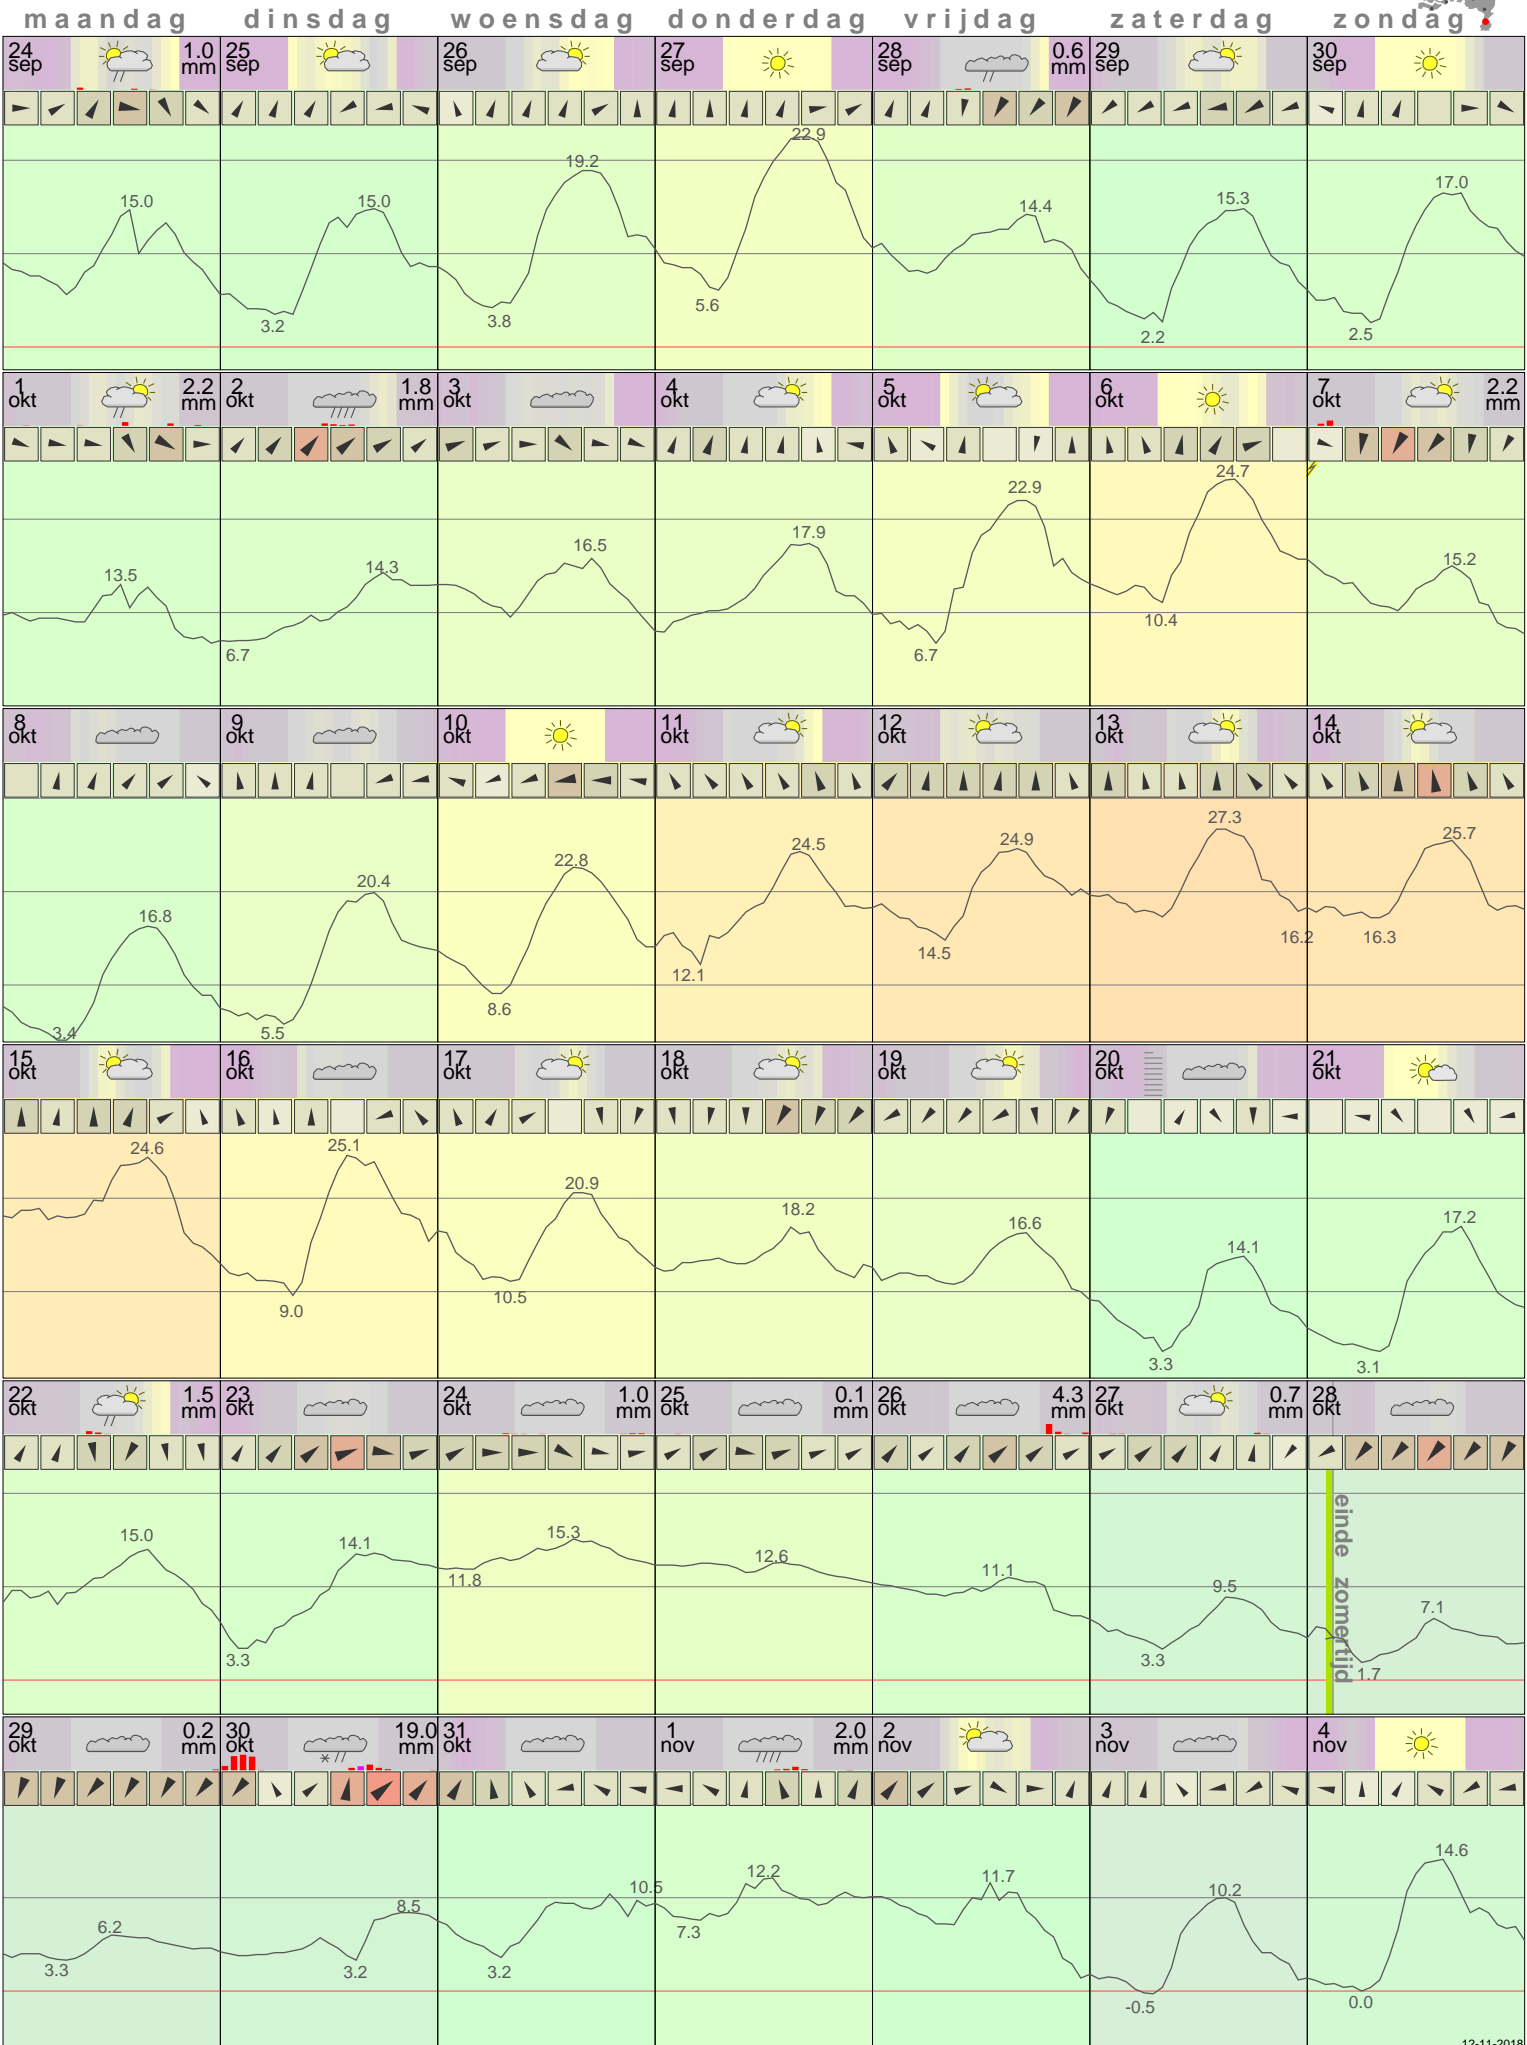 maandag dinsdag woensdag donderdag vrijdag zaterdag zondag
24 sep 1.0 mm 25 sep 26 sep 27 sep 28 sep 0.6 mm 29 sep 30 sep
22.9
19.2
17.0
15.0 15.0 14.4 15.3
5.6
3.2 3.8 2.2 2.5
1 okt 2.2 mm 2 okt 1.8 mm 3 okt 4 okt 5 okt 6 okt 7 okt 2.2 mm
24.7
22.9
17.9
16.5 15.2
13.5 14.3
10.4
6.7 6.7
8 okt 9 okt 10 okt 11 okt 12 okt 13 okt 14 okt
27.3
24.5 24.9 25.7
22.8
20.4
16.8
14.5 16.2 16.3
12.1
8.6
3.4 5.5
15 okt 16 okt 17 okt 18 okt 19 okt 20 okt 21 okt
24.6 25.1
20.9
18.2 16.6 17.2
14.1
9.0 10.5
3.3 3.1
22 okt 1.5 mm 23 okt 24 okt 1.0 mm 25 okt 0.1 mm 26 okt 4.3 mm 27 okt 0.7 mm 28 okt
einde zomertijd
15.0 14.1 15.3
12.6
11.8 11.1
9.5
7.1
3.3 3.3 1.7
29 okt 0.2 mm 30 okt 19.0 mm 31 okt 1 nov 2.0 mm 2 nov 3 nov 4 nov
14.6
12.2 11.7
10.5 10.2
8.5
6.2 7.3
3.3 3.2 3.2
-0.5 0.0
12-11-2018